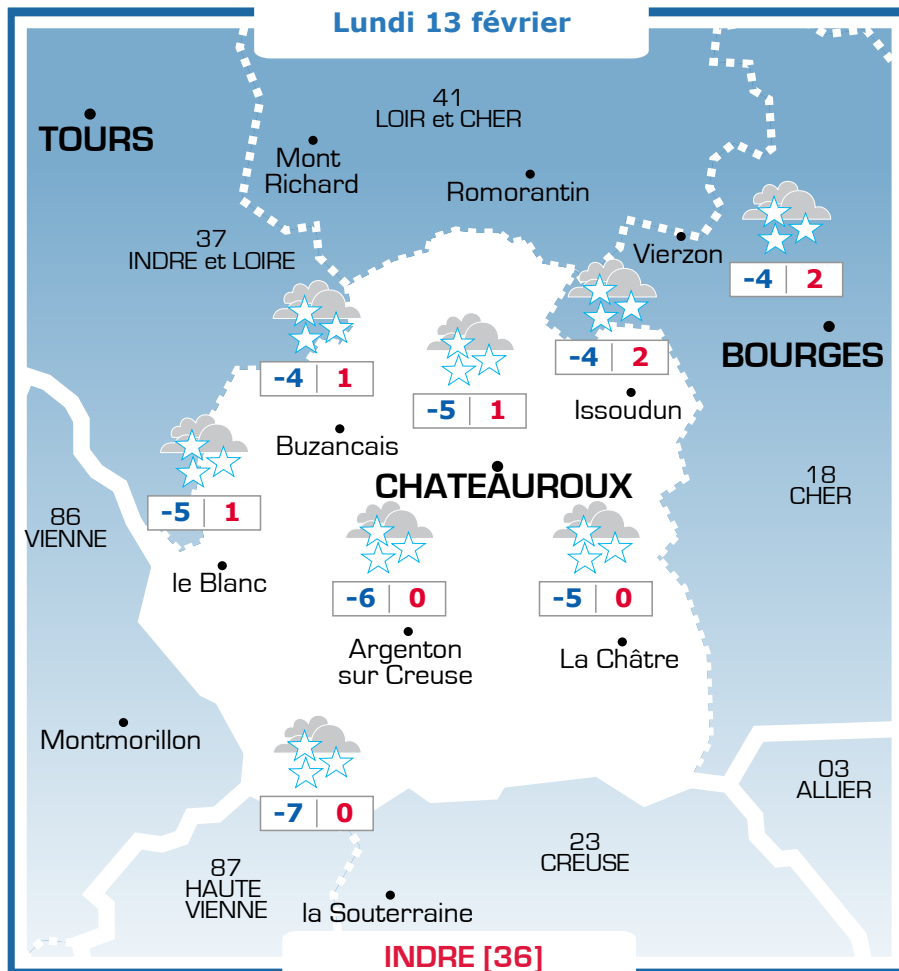 Lundi 13 février
41
LOIR et CHER
TOURS
Mont
Richard
Romorantin
37
INDRE et LOIRE
Vierzon
-4 2
BOURGES
-4 1
-5 1
-4 2
Issoudun
Buzancais
CHATEAUROUX
18
CHER
-5 1
86
VIENNE
le Blanc
-6 0
-5 0
Argenton
sur Creuse
La Châtre
Montmorillon
-7 0
03
ALLIER
23
CREUSE
87
HAUTE
VIENNE
la Souterraine
INDRE [36]